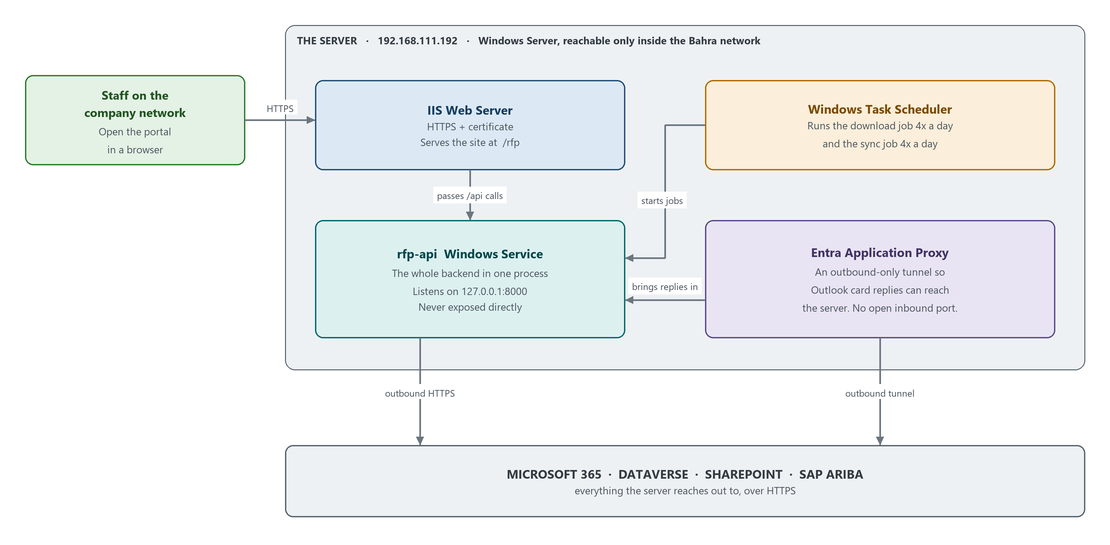 THE SERVER · 192.168.111.192 · Windows Server, reachable only inside the Bahra network
Staff on the
company network
Open the portal
in a browser
HTTPS
IIS Web Server
HTTPS + certificate
Serves the site at /rfp
Windows Task Scheduler
Runs the download job 4x a day
and the sync job 4x a day
passes /api calls
starts jobs
rfp-api Windows Service
The whole backend in one process
Listens on 127.0.0.1:8000
Never exposed directly
brings replies in
Entra Application Proxy
An outbound-only tunnel so
Outlook card replies can reach
the server. No open inbound port.
outbound HTTPS
outbound tunnel
MICROSOFT 365 · DATAVERSE · SHAREPOINT · SAP ARIBA
everything the server reaches out to, over HTTPS